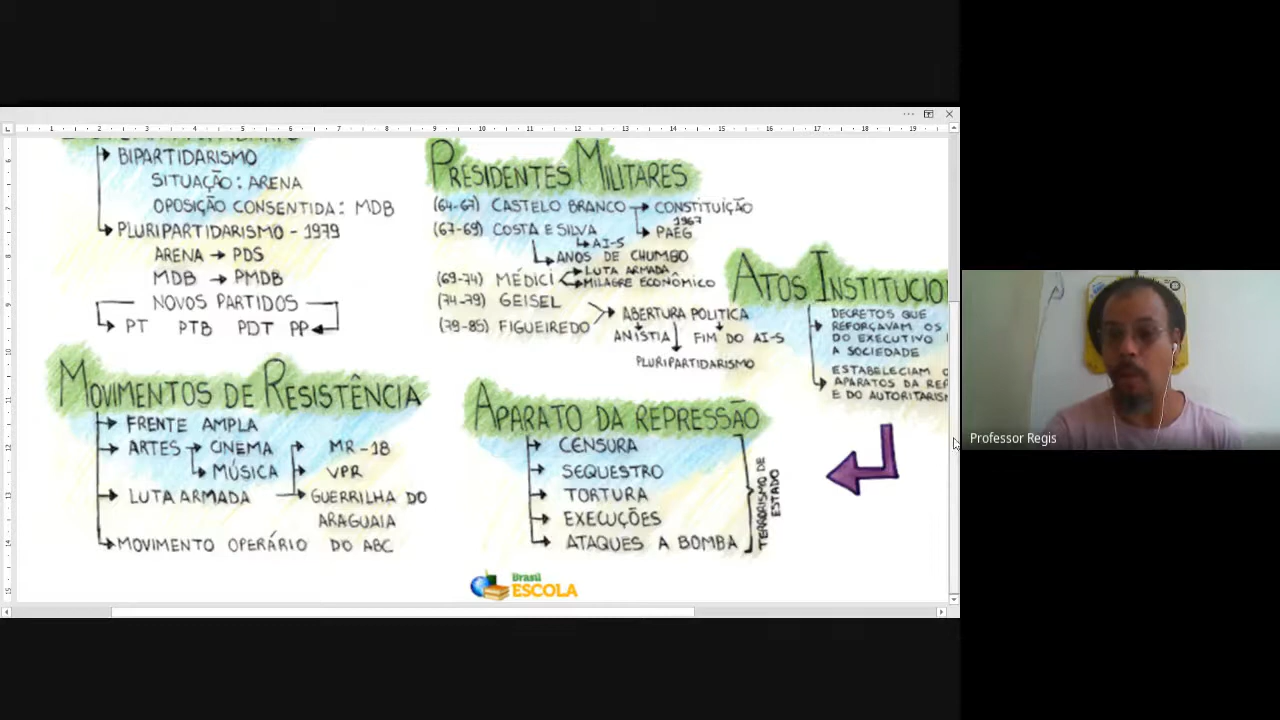 BIPARTIDARISMO
SITUAÇÃO: ARENA
OPOSIÇÃO CONSENTIDA: MDB
PLURIPARTIDARISMO - 1979
ARENA → PDS
MDB → PMDB
NOVOS PARTIDOS
PT PTB PDT PP
PRESIDENTES MILITARES
(64-67) CASTELO BRANCO → CONSTITUIÇÃO
1967
PAEG
(67-69) COSTA E SILVA
AI-5
ANOS DE CHUMBO
(69-74) MÉDICI
LUTA ARMADA
MILAGRE ECONÔMICO
(74-79) GEISEL
(79-85) FIGUEIREDO
ABERTURA POLÍTICA
ANISTIA FIM DO AI-5
PLURIPARTIDARISMO
ATOS INSTITUCIO
DECRETOS QUE
REFORÇAVAM OS
DO EXECUTIVO
A SOCIEDADE
ESTABELECIAM
APARATOS DA REP
E DO AUTORITARIS
MOVIMENTOS DE RESISTÊNCIA
FRENTE AMPLA
ARTES → CINEMA
MÚSICA
LUTA ARMADA
MR-18
VPR
GUERRILHA DO
ARAGUAIA
MOVIMENTO OPERÁRIO DO ABC
APARATO DA REPRESSÃO
CENSURA
SEQUESTRO
TORTURA
EXECUÇÕES
ATAQUES A BOMBA
TERRORISMO DE
ESTADO
Brasil
ESCOLA
Professor Regis